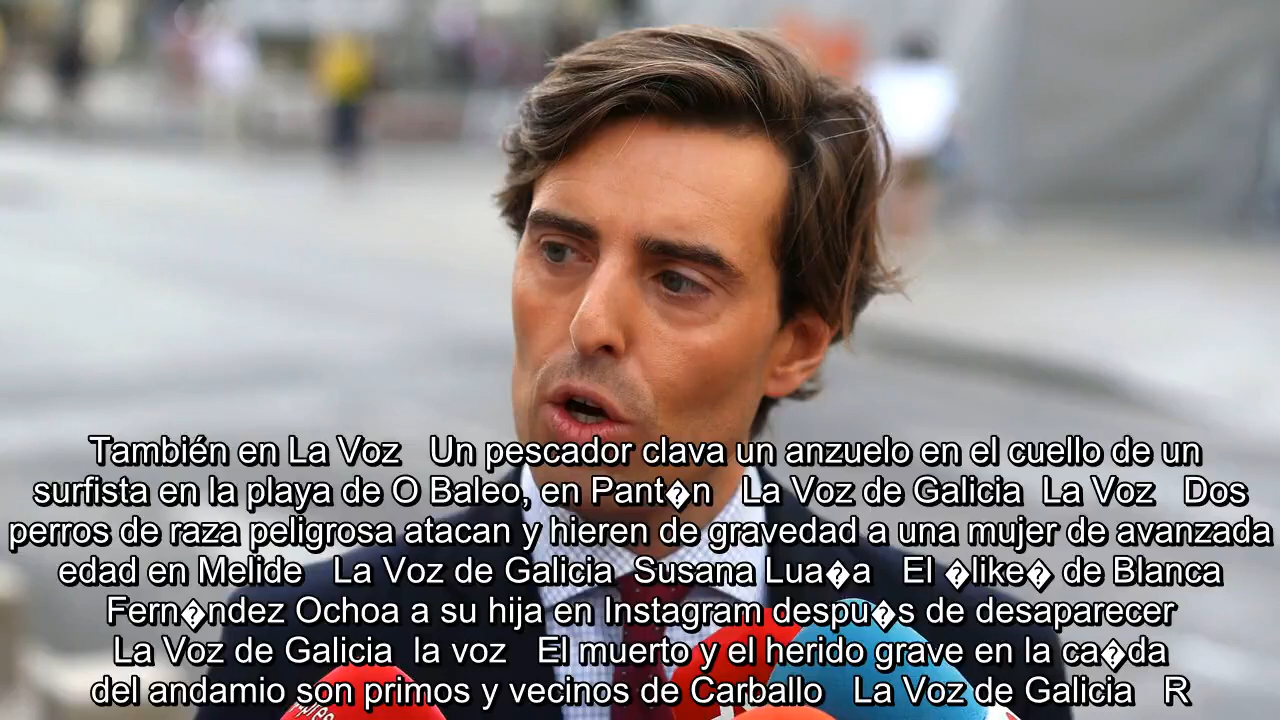 También en La Voz Un pescador clava un anzuelo en el cuello de un
surfista en la playa de O Baleo, en Pant�n La Voz de Galicia La Voz Dos
perros de raza peligrosa atacan y hieren de gravedad a una mujer de avanzada
edad en Melide La Voz de Galicia Susana Lua�a El �like� de Blanca
Fern�ndez Ochoa a su hija en Instagram despu�s de desaparecer
La Voz de Galicia la voz El muerto y el herido grave en la ca�da
del andamio son primos y vecinos de Carballo La Voz de Galicia R